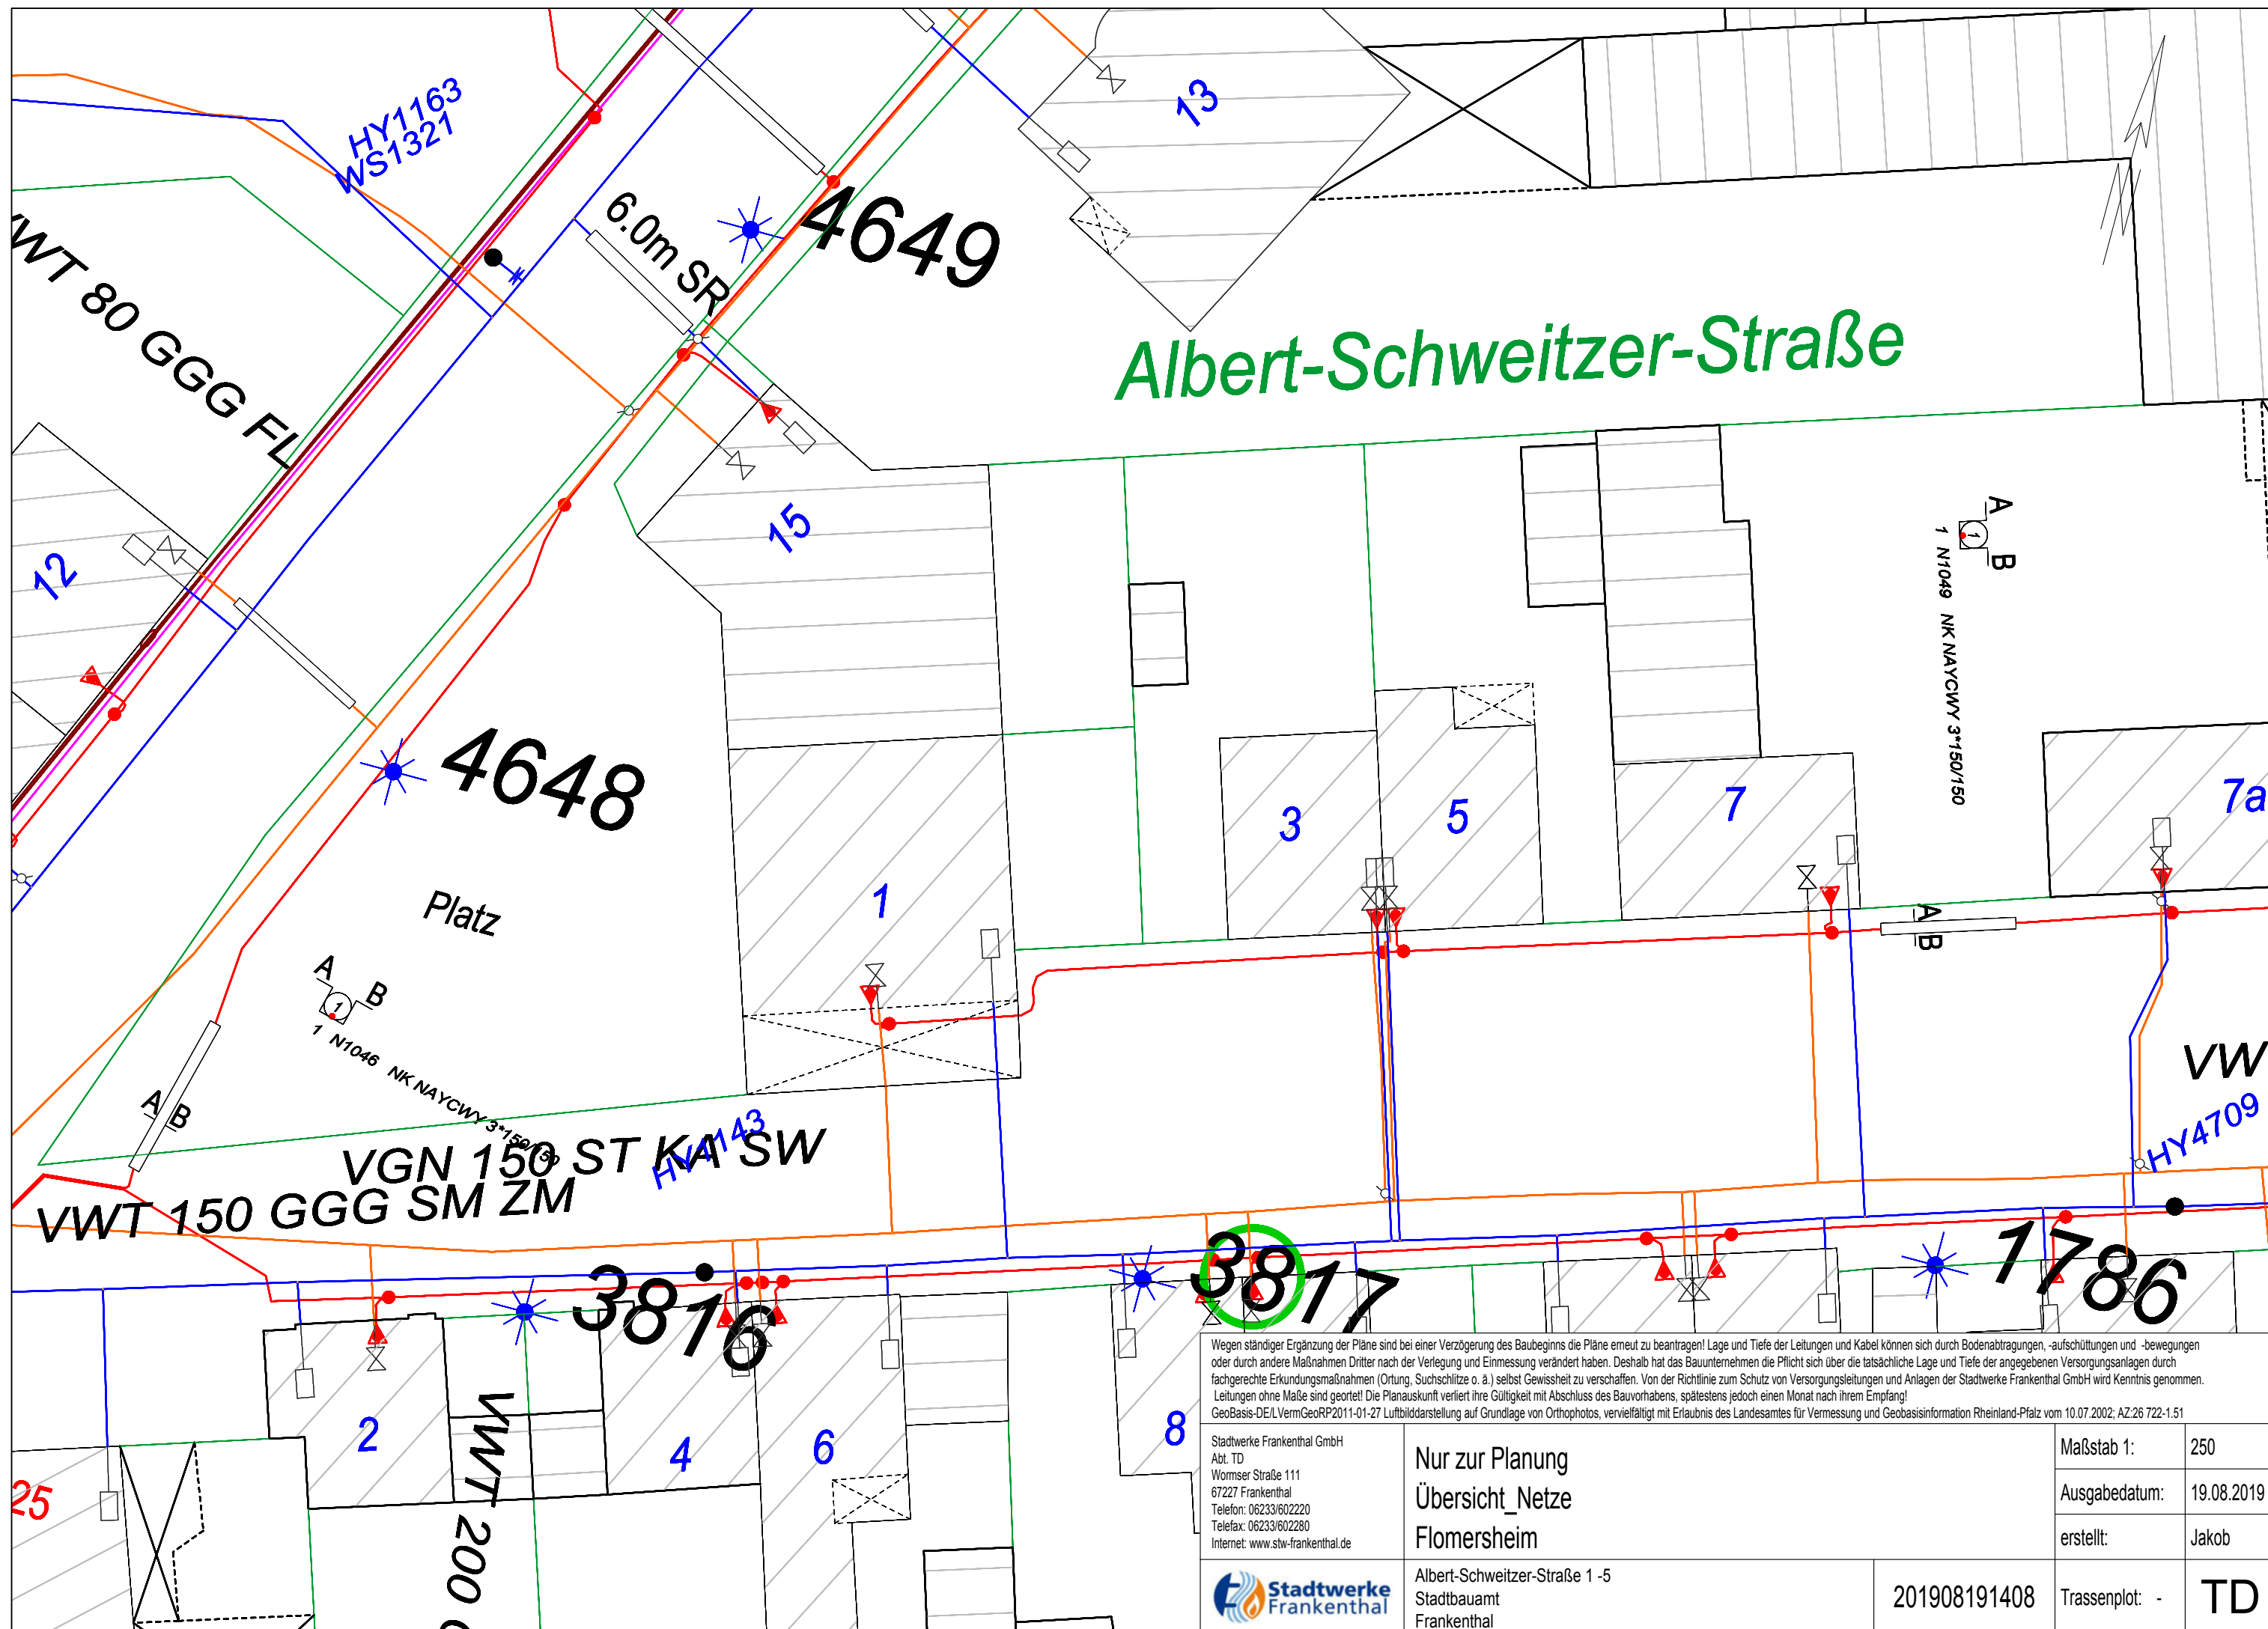 HY1163
WS1321
13
6.0m SR
4649
VWT 80 GGG FL
Albert-Schweitzer-Straße
A
1
B
1 N1049 NK NAYCWY 3*150/150
15
12
4648
3
5
7
7a
1
Platz
A
B
A
B
1
1 N1046 NK NAYCWY 3*150/150
A
B
VW
HY4709
HY1143
VGN 150 ST KA SW
VWT 150 GGG SM ZM
3816
3817
1786
2
4
6
8
25
VWT 200
Wegen ständiger Ergänzung der Pläne sind bei einer Verzögerung des Baubeginns die Pläne erneut zu beantragen! Lage und Tiefe der Leitungen und Kabel können sich durch Bodenabtragungen, -aufschüttungen und -bewegungen
oder durch andere Maßnahmen Dritter nach der Verlegung und Einmessung verändert haben. Deshalb hat das Bauunternehmen die Pflicht sich über die tatsächliche Lage und Tiefe der angegebenen Versorgungsanlagen durch
fachgerechte Erkundungsmaßnahmen (Ortung, Suchschlitze o. ä.) selbst Gewissheit zu verschaffen. Von der Richtlinie zum Schutz von Versorgungsleitungen und Anlagen der Stadtwerke Frankenthal GmbH wird Kenntnis genommen.
Leitungen ohne Maße sind geortet! Die Planauskunft verliert ihre Gültigkeit mit Abschluss des Bauvorhabens, spätestens jedoch einen Monat nach ihrem Empfang!
GeoBasis-DE/LVermGeoRP2011-01-27 Luftbilddarstellung auf Grundlage von Orthophotos, vervielfältigt mit Erlaubnis des Landesamtes für Vermessung und Geobasisinformation Rheinland-Pfalz vom 10.07.2002; AZ:26 722-1.51
Stadtwerke Frankenthal GmbH
Abt. TD
Wormser Straße 111
67227 Frankenthal
Telefon: 06233/602220
Telefax: 06233/602280
Internet: www.stw-frankenthal.de
Nur zur Planung
Übersicht_Netze
Flomersheim
Maßstab 1: 250
Ausgabedatum: 19.08.2019
erstellt: Jakob
Stadtwerke
Frankenthal
Albert-Schweitzer-Straße 1 -5
Stadtbauamt
Frankenthal
201908191408
Trassenplot: -
TD